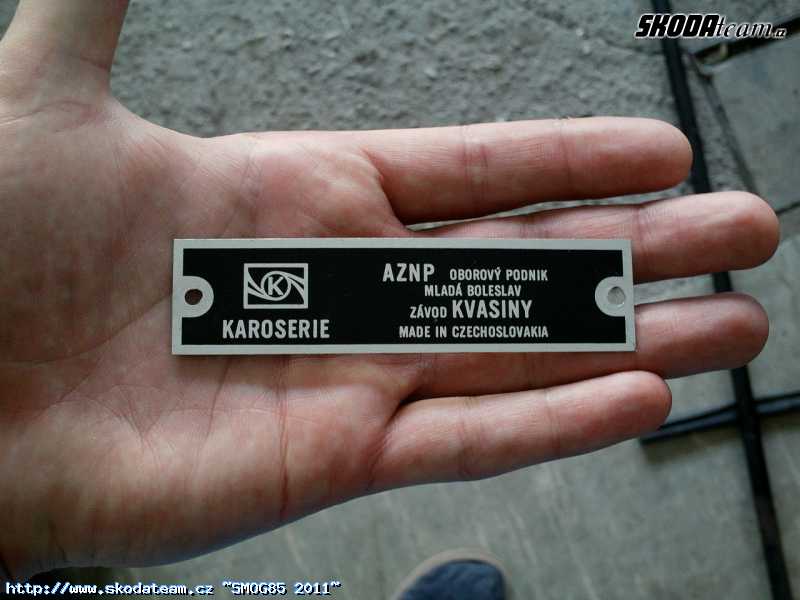 SKODAteam.cz
K
KAROSERIE
AZNP OBOROVÝ PODNIK
MLADÁ BOLESLAV
ZÁVOD KVASINY
MADE IN CZECHOSLOVAKIA
http://www.skodateam.cz ~SMOG85 2011~